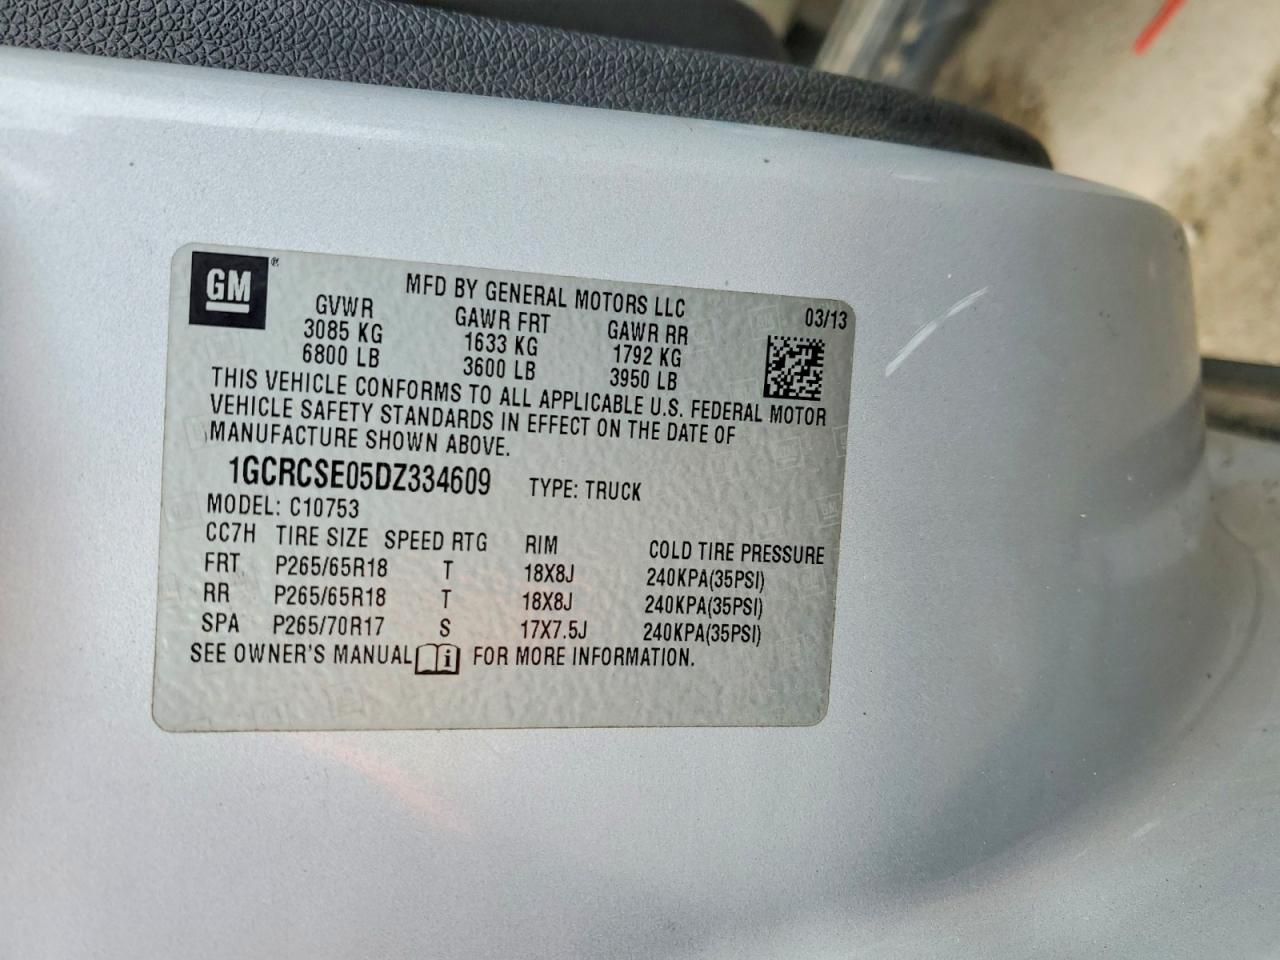 GM®
MFD BY GENERAL MOTORS LLC
03/13
GVWR GAWR FRT GAWR RR
3085 KG 1633 KG 1792 KG
6800 LB 3600 LB 3950 LB
THIS VEHICLE CONFORMS TO ALL APPLICABLE U.S. FEDERAL MOTOR
VEHICLE SAFETY STANDARDS IN EFFECT ON THE DATE OF
MANUFACTURE SHOWN ABOVE.
1GCRCSE05DZ334609 TYPE: TRUCK
MODEL: C10753
CC7H TIRE SIZE SPEED RTG RIM COLD TIRE PRESSURE
FRT P265/65R18 T 18X8J 240KPA(35PSI)
RR P265/65R18 T 18X8J 240KPA(35PSI)
SPA P265/70R17 S 17X7.5J 240KPA(35PSI)
SEE OWNER'S MANUAL i FOR MORE INFORMATION.